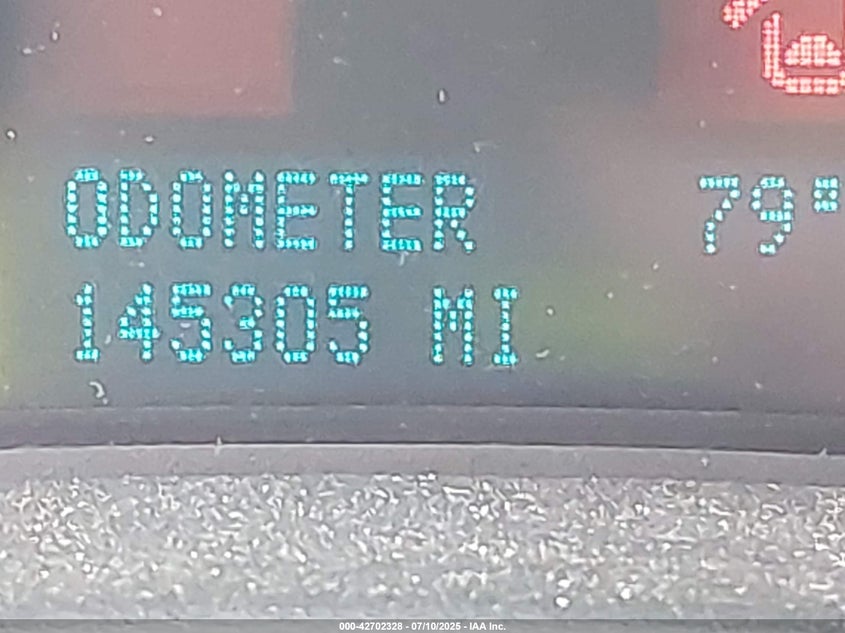 ODOMETER 79°
145305 MI
000-42702328 - 07/10/2025 - IAA Inc.